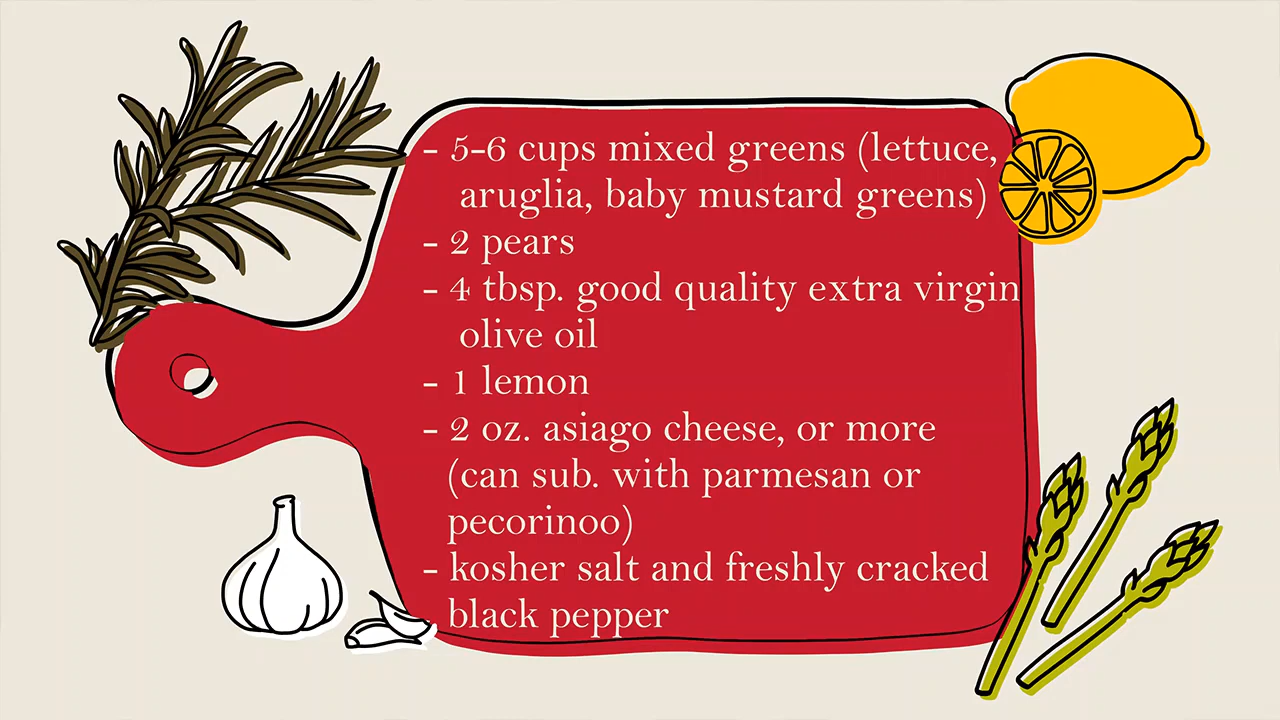 - 5-6 cups mixed greens (lettuce,
aruglia, baby mustard greens)
- 2 pears
- 4 tbsp. good quality extra virgin
olive oil
- 1 lemon
- 2 oz. asiago cheese, or more
(can sub. with parmesan or
pecorinoo)
- kosher salt and freshly cracked
black pepper